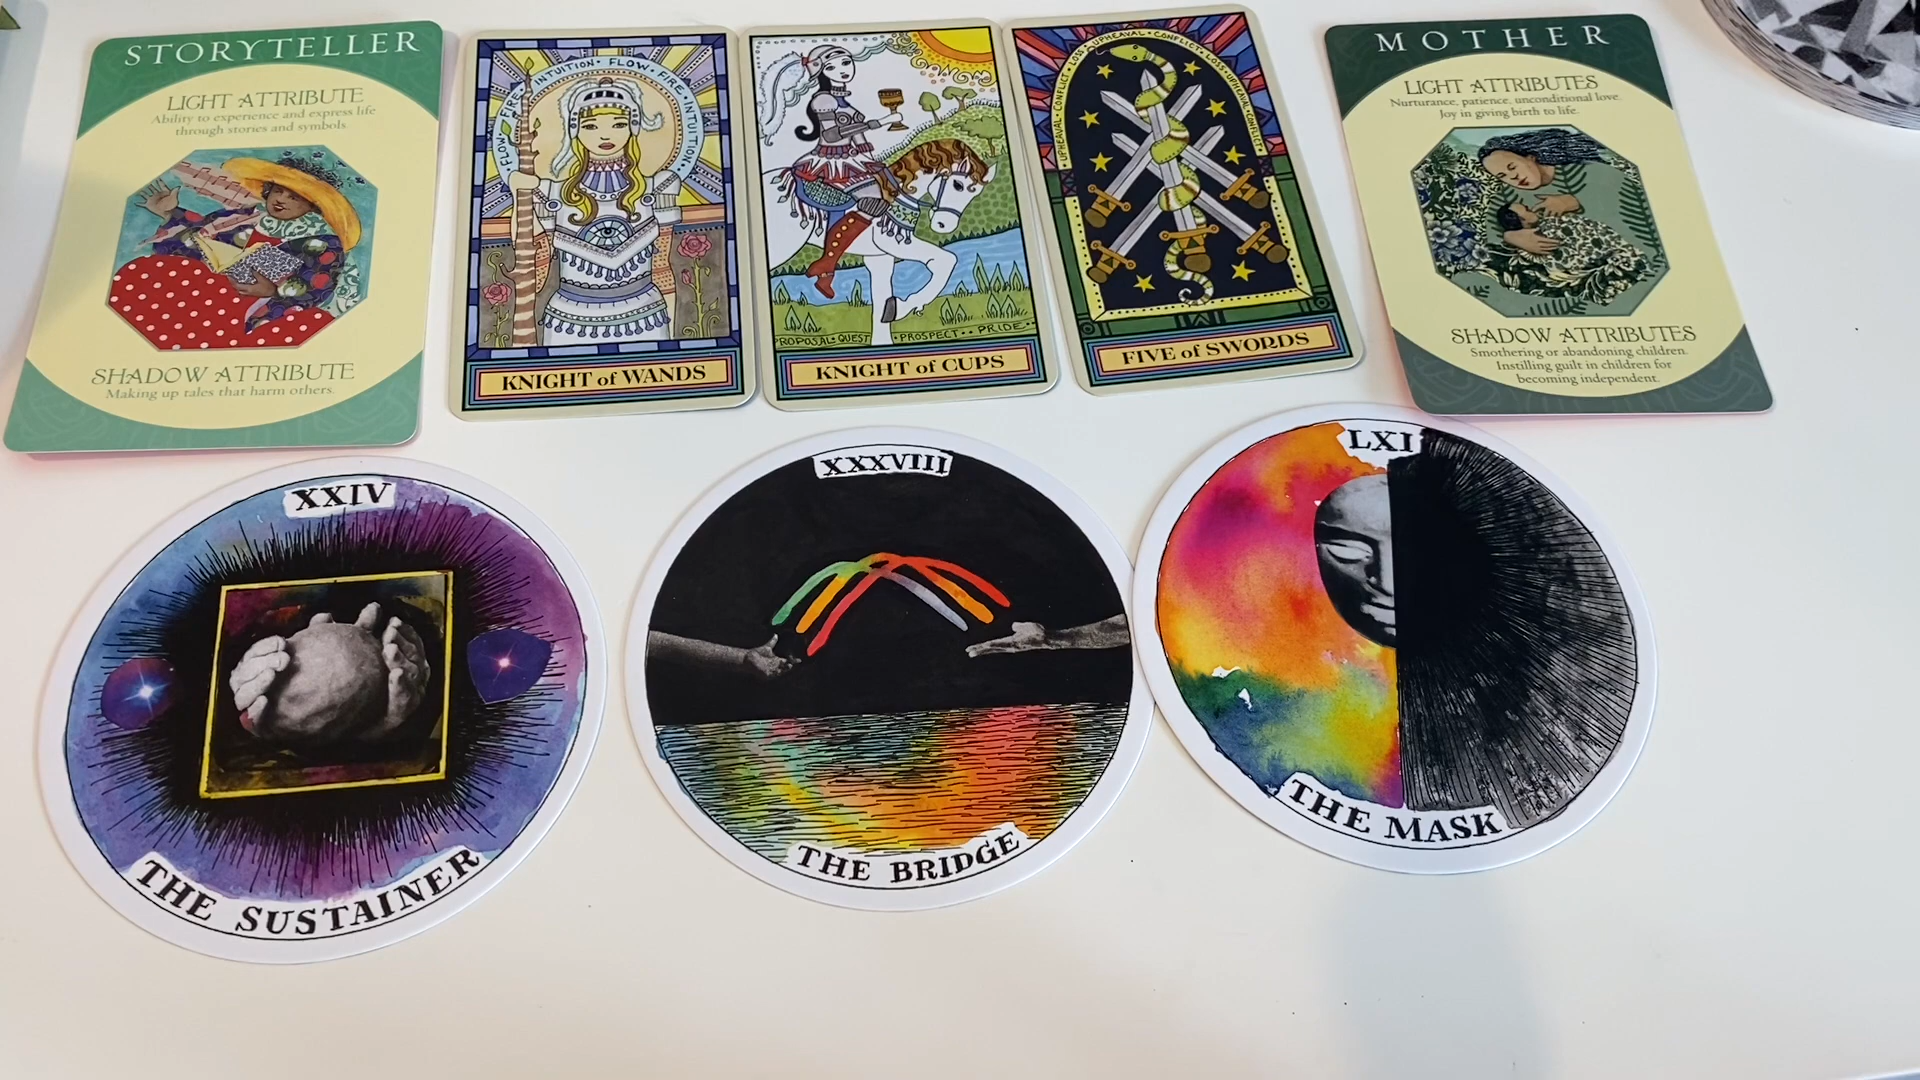 STORYTELLER
LIGHT ATTRIBUTE
Ability to experience and express life
through stories and symbols.
SHADOW ATTRIBUTE
Making up tales that harm others.
FLOW · FIRE · INTUITION · FLOW · FIRE · INTUITION ·
KNIGHT of WANDS
PROPOSAL · QUEST · PROSPECT · PRIDE
KNIGHT of CUPS
· UPHEAVAL · CONFLICT · LOSS · UPHEAVAL · CONFLICT · LOSS · UPHEAVAL · CONFLICT
FIVE of SWORDS
MOTHER
LIGHT ATTRIBUTES
Nurturance, patience, unconditional love.
Joy in giving birth to life.
SHADOW ATTRIBUTES
Smothering or abandoning children.
Instilling guilt in children for
becoming independent.
XXIV
THE SUSTAINER
XXXVIII
THE BRIDGE
LXI
THE MASK